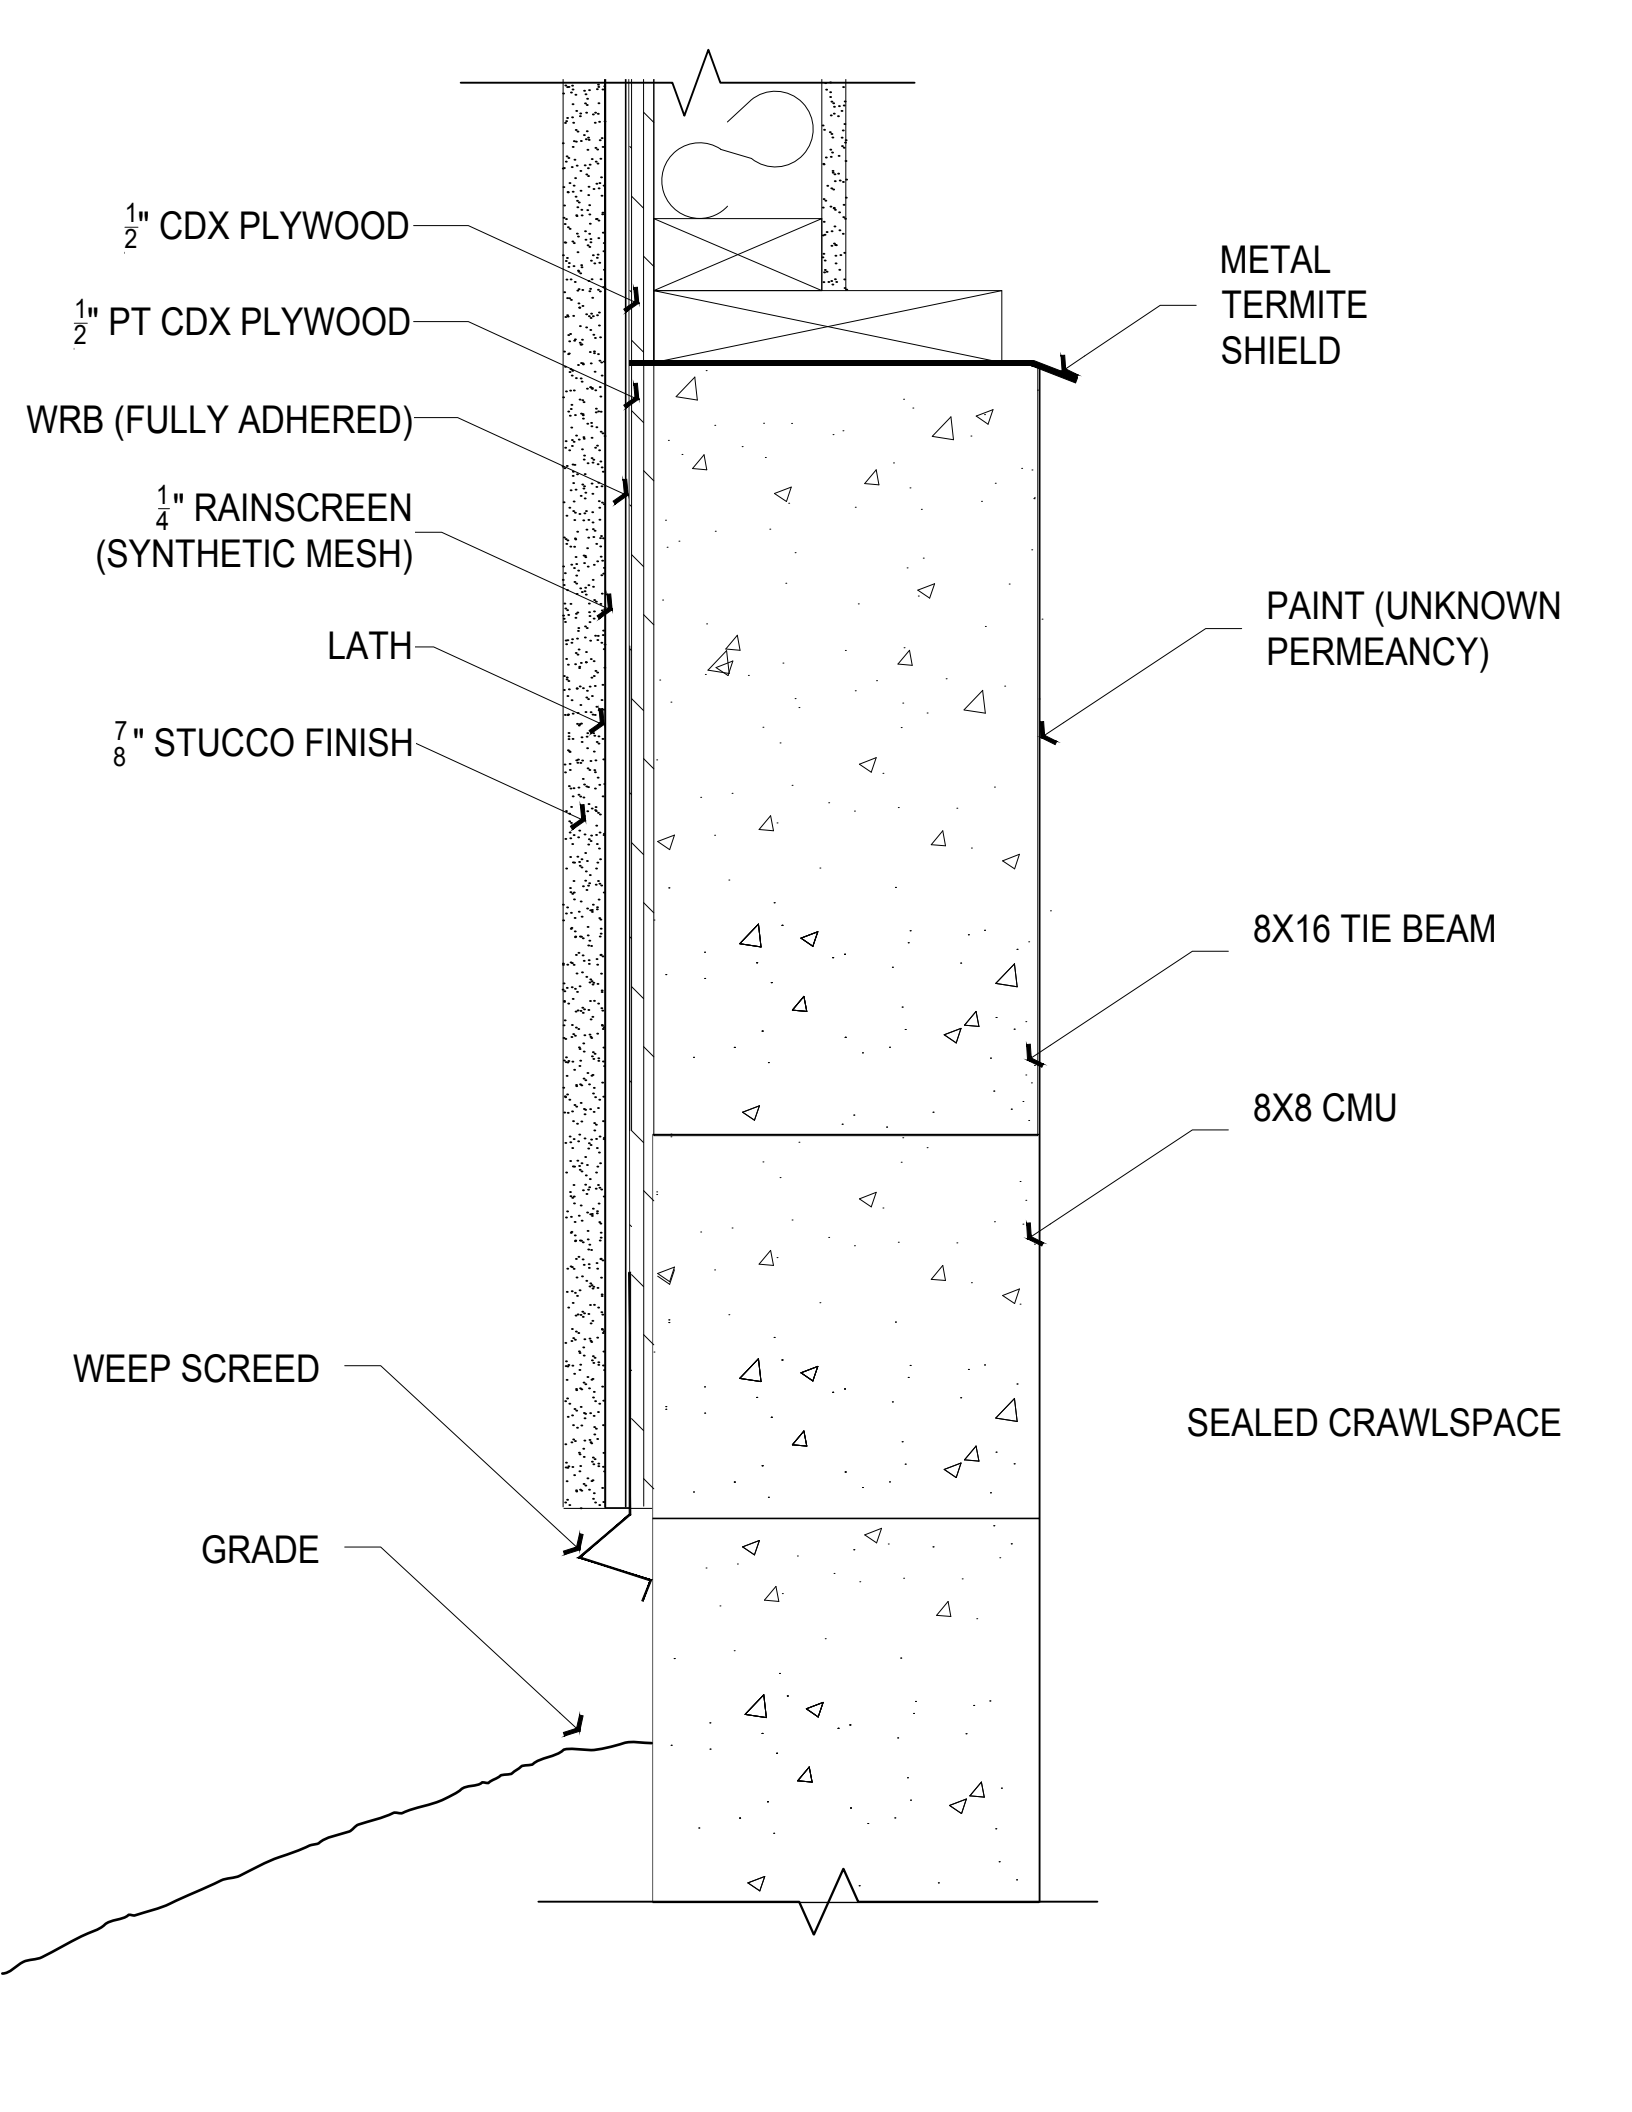 1/2" CDX PLYWOOD
1/2" PT CDX PLYWOOD
WRB (FULLY ADHERED)
1/4" RAINSCREEN
(SYNTHETIC MESH)
LATH
7/8" STUCCO FINISH
WEEP SCREED
GRADE
METAL
TERMITE
SHIELD
PAINT (UNKNOWN
PERMEANCY)
8X16 TIE BEAM
8X8 CMU
SEALED CRAWLSPACE